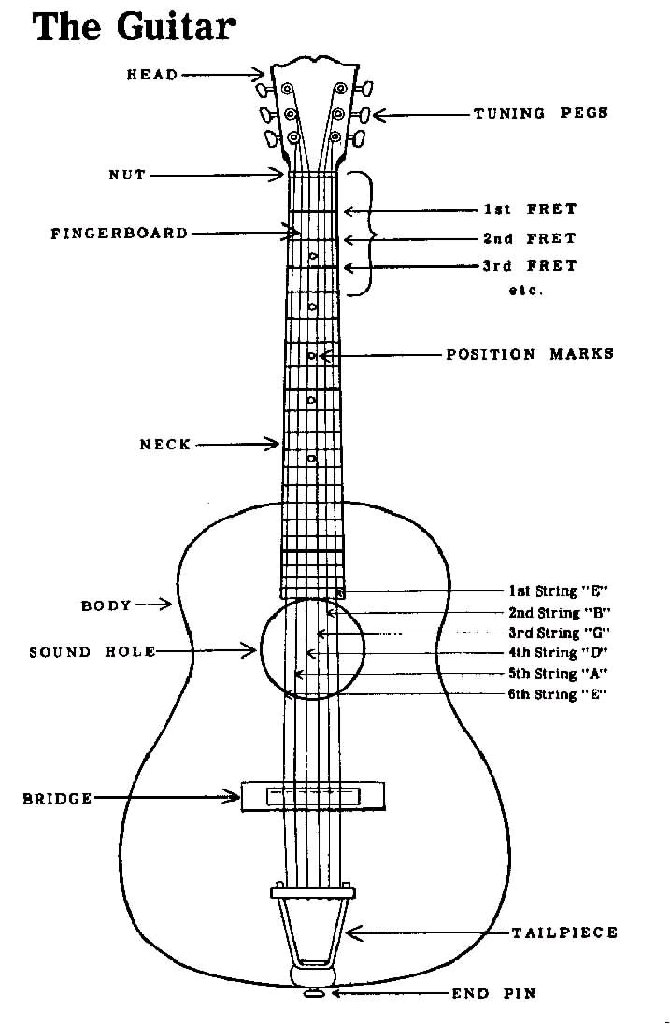 The Guitar
HEAD
TUNING PEGS
NUT
1st FRET
FINGERBOARD
2nd FRET
3rd FRET
etc.
POSITION MARKS
NECK
1st String "E"
BODY
2nd String "B"
3rd String "G"
SOUND HOLE
4th String "D"
5th String "A"
6th String "E"
BRIDGE
TAILPIECE
END PIN